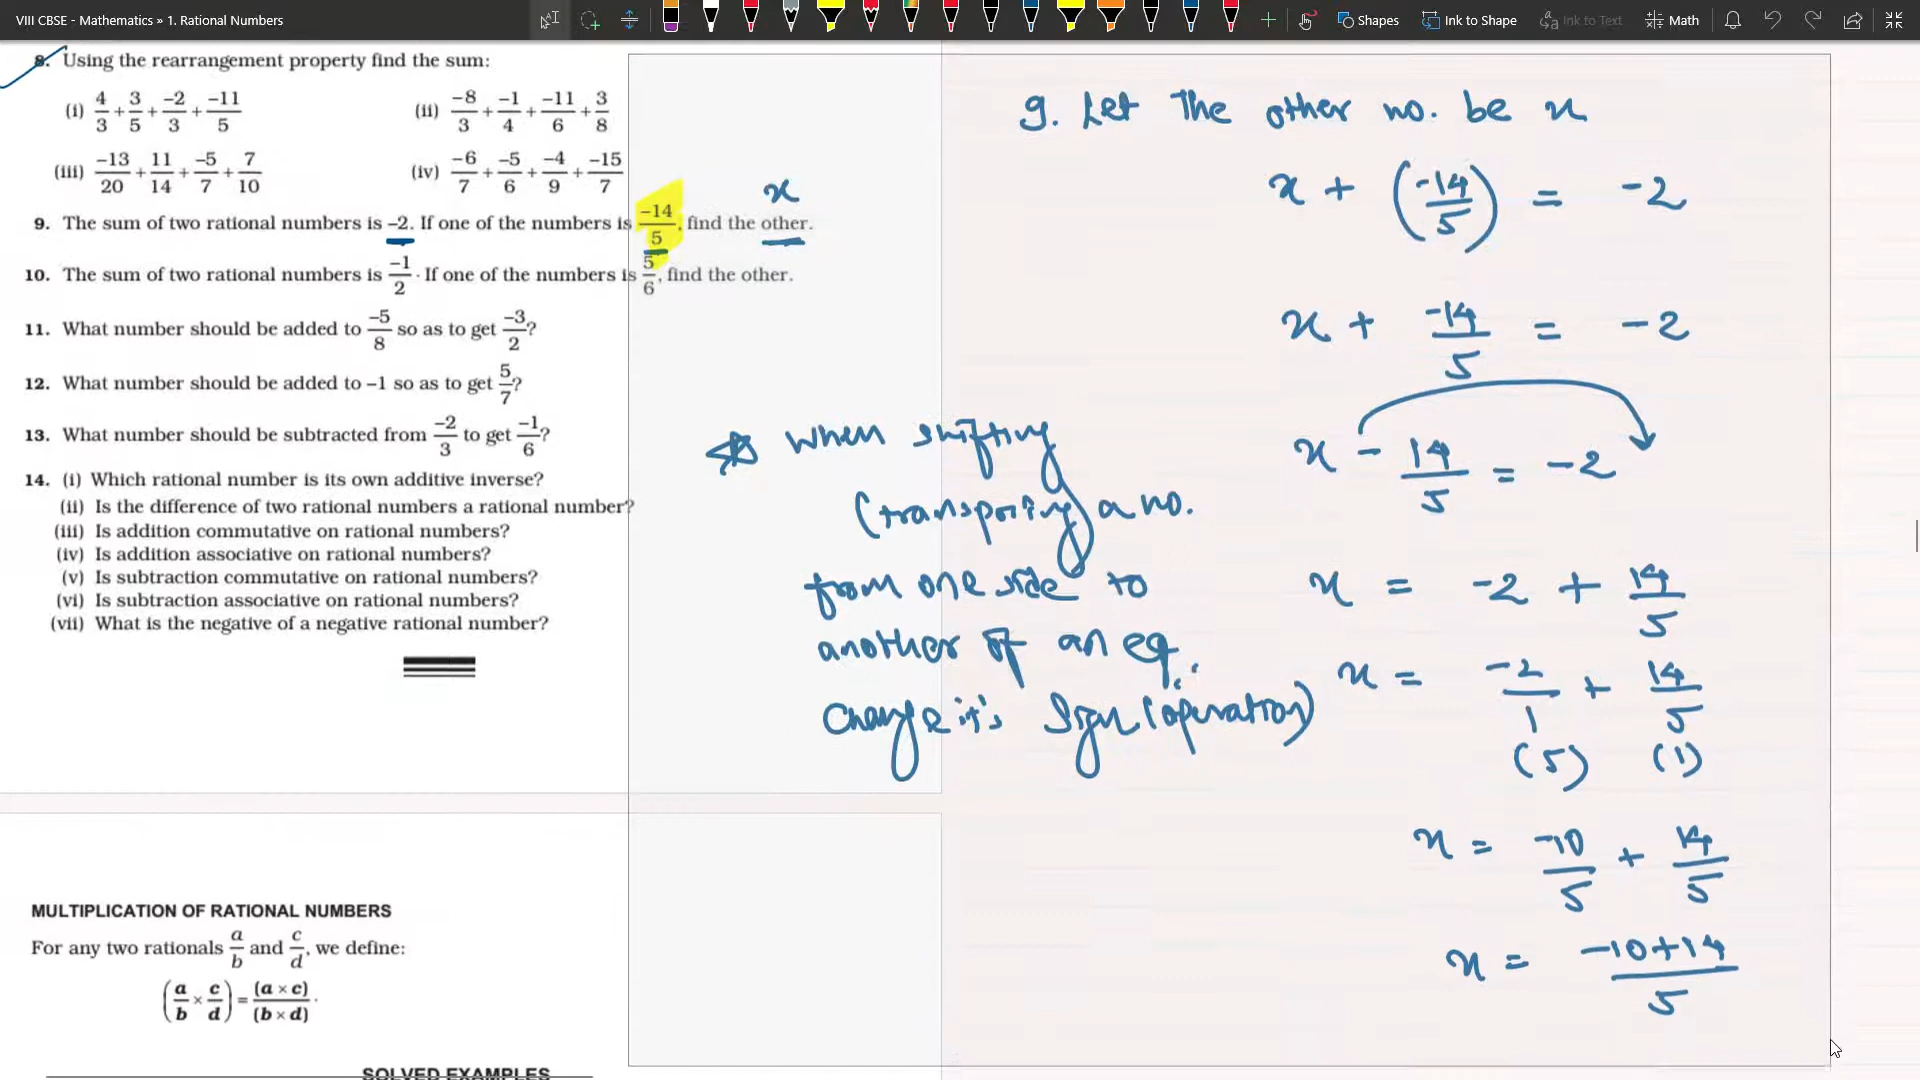 VIII CBSE - Mathematics » 1. Rational Numbers
Shapes
Ink to Shape
Ink to Text
Math
8. Using the rearrangement property find the sum:
(i) 4/3 + 3/5 + -2/3 + -11/5
(ii) -8/3 + -1/4 + -11/6 + 3/8
(iii) -13/20 + 11/14 + -5/7 + 7/10
(iv) -6/7 + -5/6 + -4/9 + -15/7
x
9. The sum of two rational numbers is –2. If one of the numbers is -14/5, find the other.
10. The sum of two rational numbers is -1/2. If one of the numbers is 5/6, find the other.
11. What number should be added to -5/8 so as to get -3/2?
12. What number should be added to –1 so as to get 5/7?
13. What number should be subtracted from -2/3 to get -1/6?
14. (i) Which rational number is its own additive inverse?
(ii) Is the difference of two rational numbers a rational number?
(iii) Is addition commutative on rational numbers?
(iv) Is addition associative on rational numbers?
(v) Is subtraction commutative on rational numbers?
(vi) Is subtraction associative on rational numbers?
(vii) What is the negative of a negative rational number?
MULTIPLICATION OF RATIONAL NUMBERS
For any two rationals a/b and c/d, we define:
(a/b × c/d) = (a × c)/(b × d).
SOLVED EXAMPLES
9. Let the other no. be x
x + (-14/5) = -2
x + -14/5 = -2
x - 14/5 = -2
x = -2 + 14/5
x = -2/1 + 14/5
(5) (1)
x = -10/5 + 14/5
x = -10+14/5
When shifting
(transposing) a no.
from one side to
another of an eq.
change it's sign (operation)